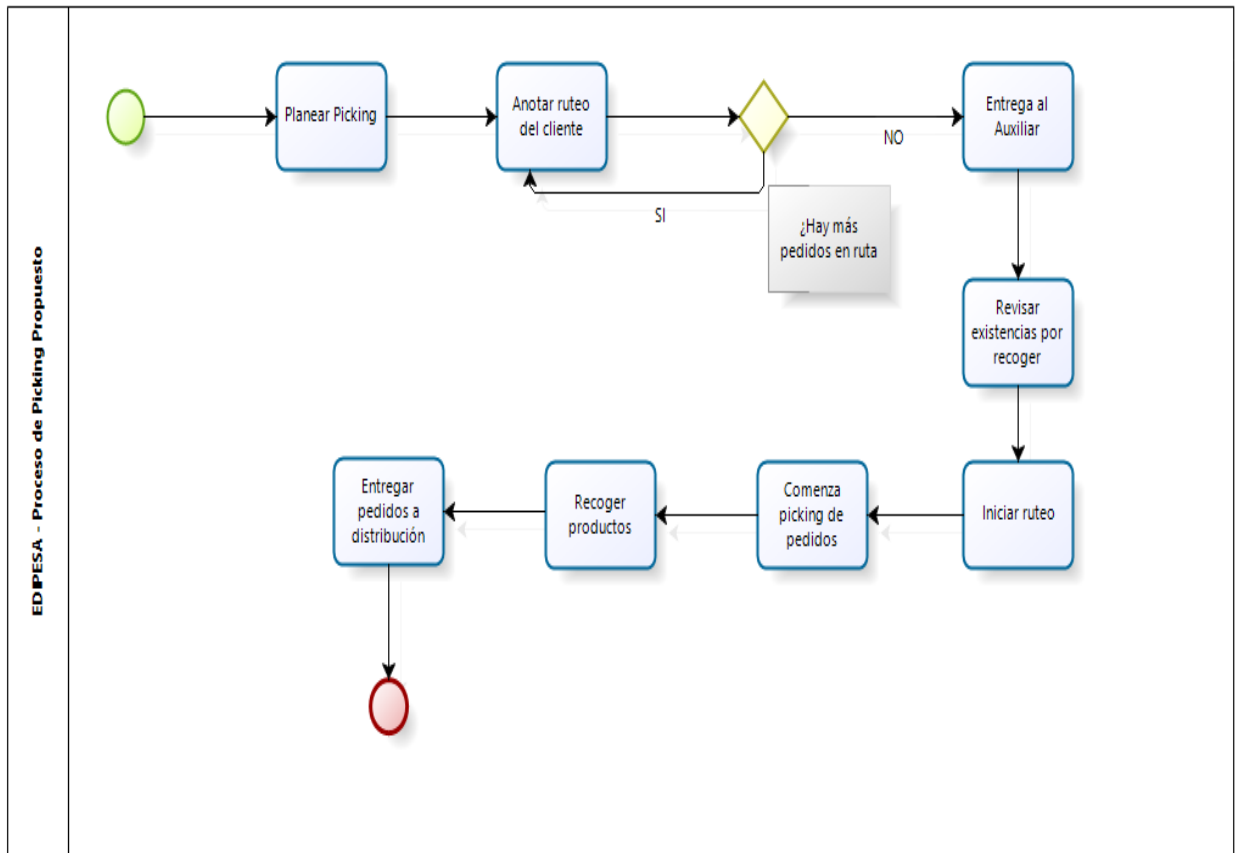 EDIPESA - Proceso de Picking Propuesto
Planear Picking
Anotar ruteo
del cliente
NO
SI
¿Hay más
pedidos en ruta
Entrega al
Auxiliar
Revisar
existencias por
recoger
Iniciar ruteo
Comenza
picking de
pedidos
Recoger
productos
Entregar
pedidos a
distribución